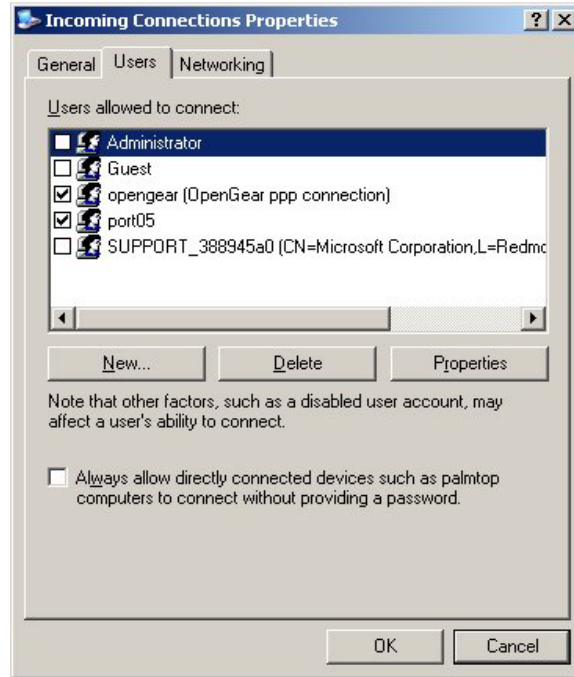 Incoming Connections Properties
General Users Networking
Users allowed to connect:
Administrator
Guest
opengear (OpenGear ppp connection)
port05
SUPPORT_388945a0 (CN=Microsoft Corporation,L=Redmo
New... Delete Properties
Note that other factors, such as a disabled user account, may
affect a user's ability to connect.
Always allow directly connected devices such as palmtop
computers to connect without providing a password.
OK Cancel